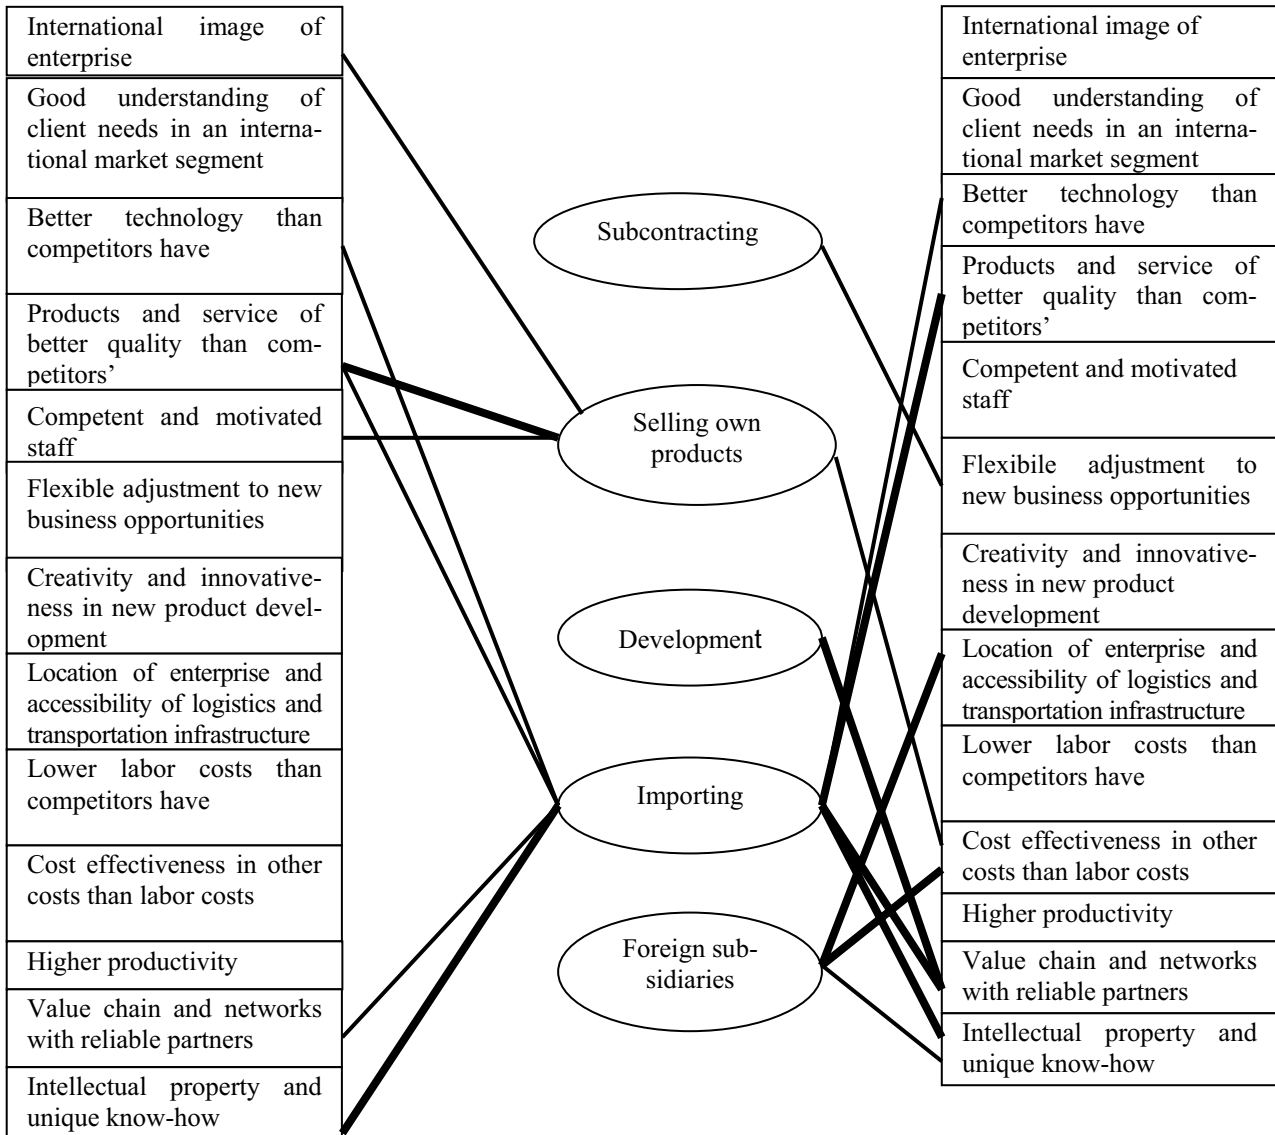 International image of
enterprise
Good understanding of
client needs in an interna-
tional market segment
Better technology than
competitors have
Products and service of
better quality than com-
petitors’
Competent and motivated
staff
Flexible adjustment to new
business opportunities
Creativity and innovative-
ness in new product devel-
opment
Location of enterprise and
accessibility of logistics and
transportation infrastructure
Lower labor costs than
competitors have
Cost effectiveness in other
costs than labor costs
Higher productivity
Value chain and networks
with reliable partners
Intellectual property and
unique know-how
Subcontracting
Selling own
products
Development
Importing
Foreign sub-
sidiaries
International image of
enterprise
Good understanding of
client needs in an interna-
tional market segment
Better technology than
competitors have
Products and service of
better quality than com-
petitors’
Competent and motivated
staff
Flexibile adjustment to
new business opportunities
Creativity and innovative-
ness in new product
development
Location of enterprise and
accessibility of logistics and
transportation infrastructure
Lower labor costs than
competitors have
Cost effectiveness in other
costs than labor costs
Higher productivity
Value chain and networks
with reliable partners
Intellectual property and
unique know-how